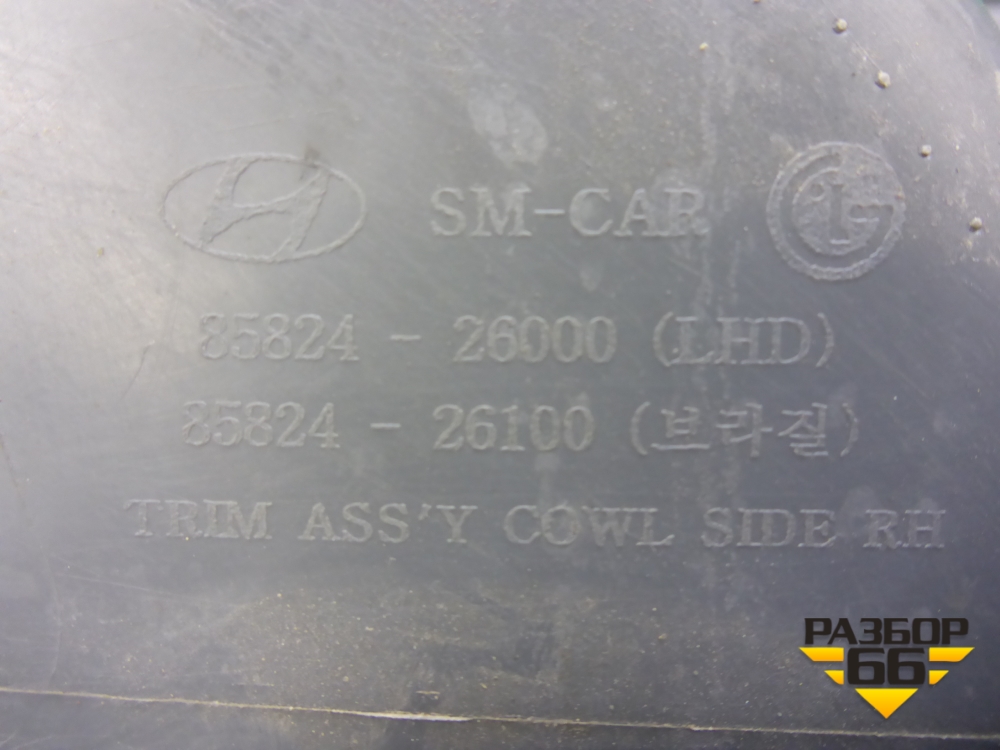 SM-CAR
85824 - 26000 (LHD)
85824 - 26100 (브라질)
TRIM ASS'Y COWL SIDE RH
РАЗБОР
66